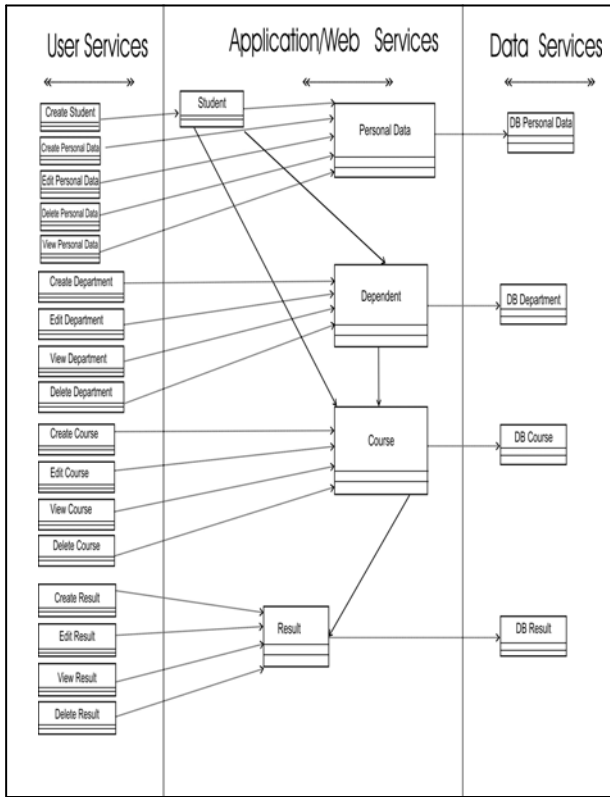 User Services
Application/Web Services
Data Services
Create Student
Create Personal Data
Edit Personal Data
Delete Personal Data
View Personal Data
Create Department
Edit Department
View Department
Delete Department
Create Course
Edit Course
View Course
Delete Course
Create Result
Edit Result
View Result
Delete Result
Student
Personal Data
Dependent
Course
Result
DB Personal Data
DB Department
DB Course
DB Result